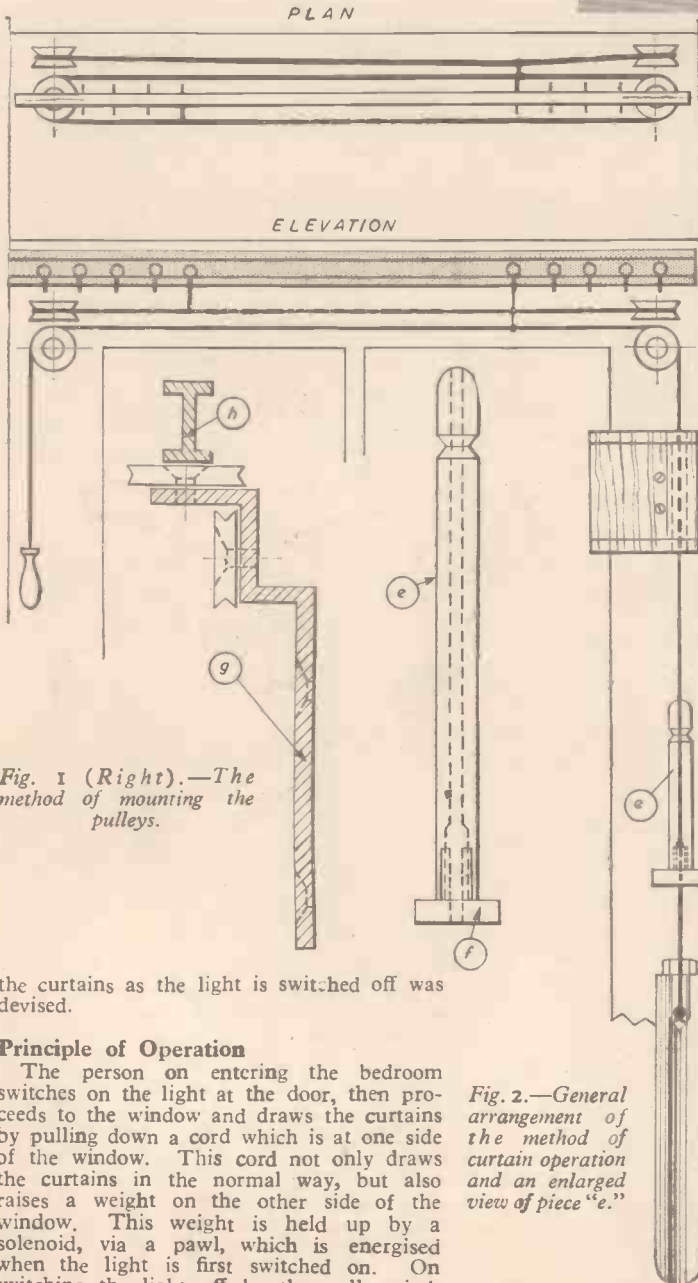 PLAN
ELEVATION
h
e
g
e
f
Fig. 1 (Right).—The
method of mounting the
pulleys.
the curtains as the light is switched off was
devised.
Principle of Operation
The person on entering the bedroom
switches on the light at the door, then pro-
ceeds to the window and draws the curtains
by pulling down a cord which is at one side
of the window. This cord not only draws
the curtains in the normal way, but also
raises a weight on the other side of the
window. This weight is held up by a
solenoid, via a pawl, which is energised
when the light is first switched on. On
switching the light off
Fig. 2.—General
arrangement of
the method of
curtain operation
and an enlarged
view of piece "e."